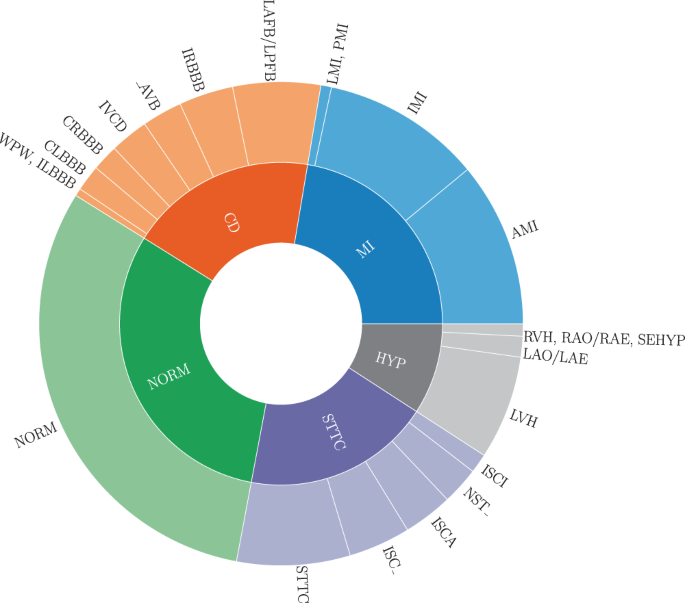 LAFB/LPFB
LMI, PMI
IRBBB
IMI
_AVB
IVCD
CRBBB
CLBBB
WPW, ILBBB
AMI
CD
MI
RVH, RAO/RAE, SEHYP
LAO/LAE
HYP
NORM
NORM
LVH
STTC
ISCI
NST_
ISCA
ISC_
STTC